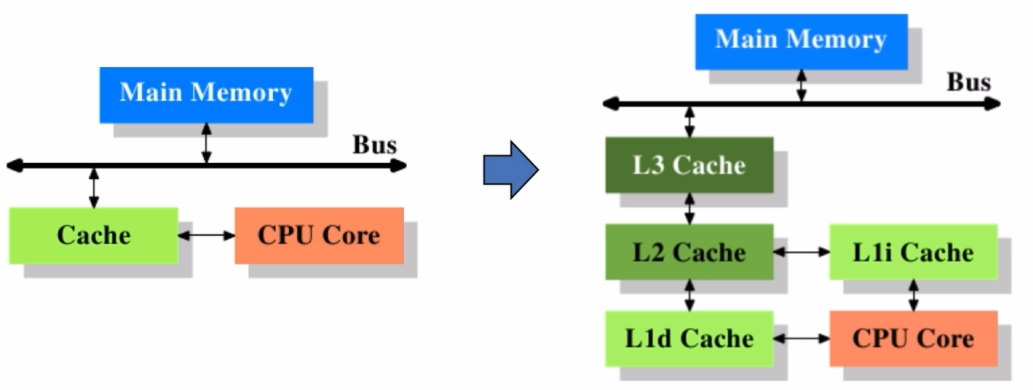 Main Memory
Bus
Cache
CPU Core
Main Memory
Bus
L3 Cache
L2 Cache
L1i Cache
L1d Cache
CPU Core